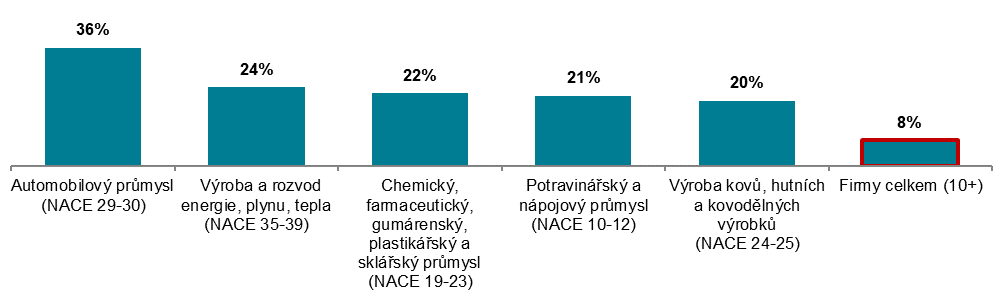 36%
24%
22%
21%
20%
8%
Automobilový průmysl
(NACE 29-30)
Výroba a rozvod
energie, plynu, tepla
(NACE 35-39)
Chemický,
farmaceutický,
gumárenský,
plastikářský a
sklářský průmysl
(NACE 19-23)
Potravinářský a
nápojový průmysl
(NACE 10-12)
Výroba kovů, hutních
a kovodělných
výrobků
(NACE 24-25)
Firmy celkem (10+)